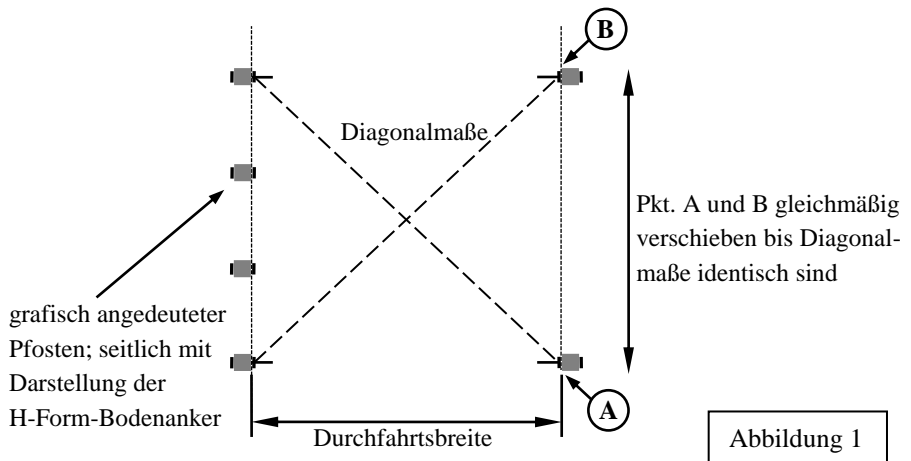 B
Diagonalmaße
Pkt. A und B gleichmäßig
verschieben bis Diagonal-
maße identisch sind
grafisch angedeuteter
Pfosten; seitlich mit
Darstellung der
H-Form-Bodenanker
A
Durchfahrtsbreite
Abbildung 1